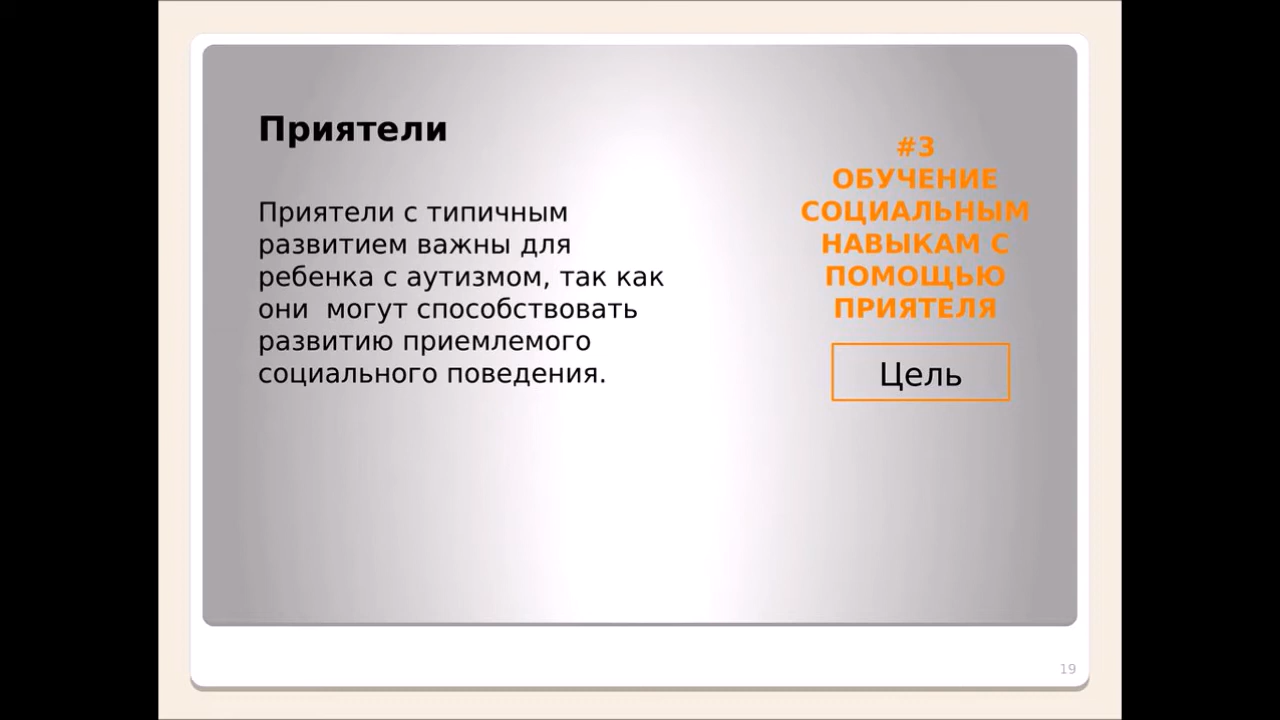 Приятели
Приятели с типичным
развитием важны для
ребенка с аутизмом, так как
они  могут способствовать
развитию приемлемого
социального поведения.
#3
ОБУЧЕНИЕ
СОЦИАЛЬНЫМ
НАВЫКАМ С
ПОМОЩЬЮ
ПРИЯТЕЛЯ
Цель
19